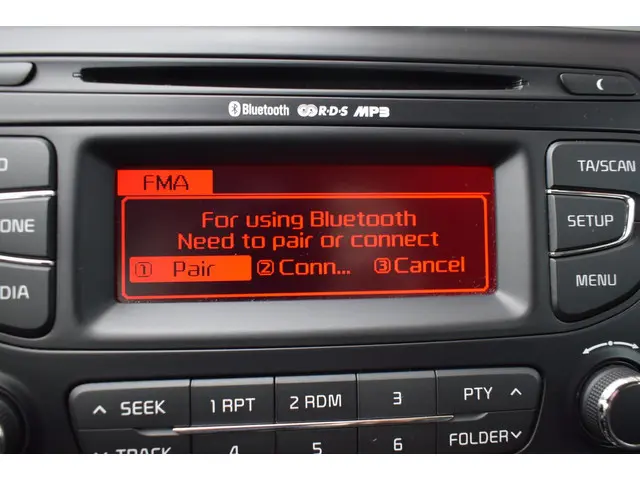 Bluetooth R·D·S MP3
TA/SCAN
FMA
ONE
SETUP
For using Bluetooth
Need to pair or connect
1 Pair 2 Conn... 3 Cancel
DIA
MENU
SEEK 1 RPT 2 RDM 3 PTY
TRACK 4 5 6 FOLDER